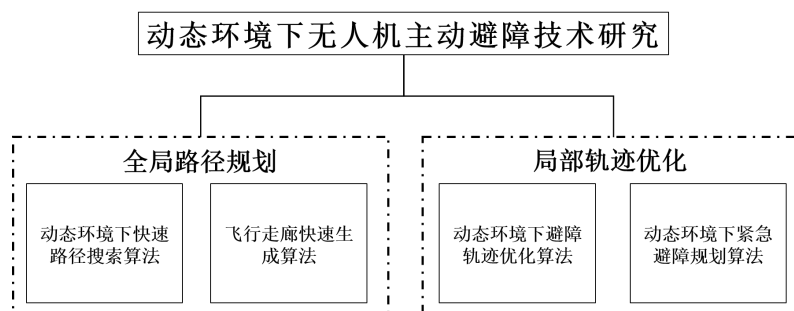 动态环境下无人机主动避障技术研究
全局路径规划
动态环境下快速
路径搜索算法
飞行走廊快速生
成算法
局部轨迹优化
动态环境下避障
轨迹优化算法
动态环境下紧急
避障规划算法